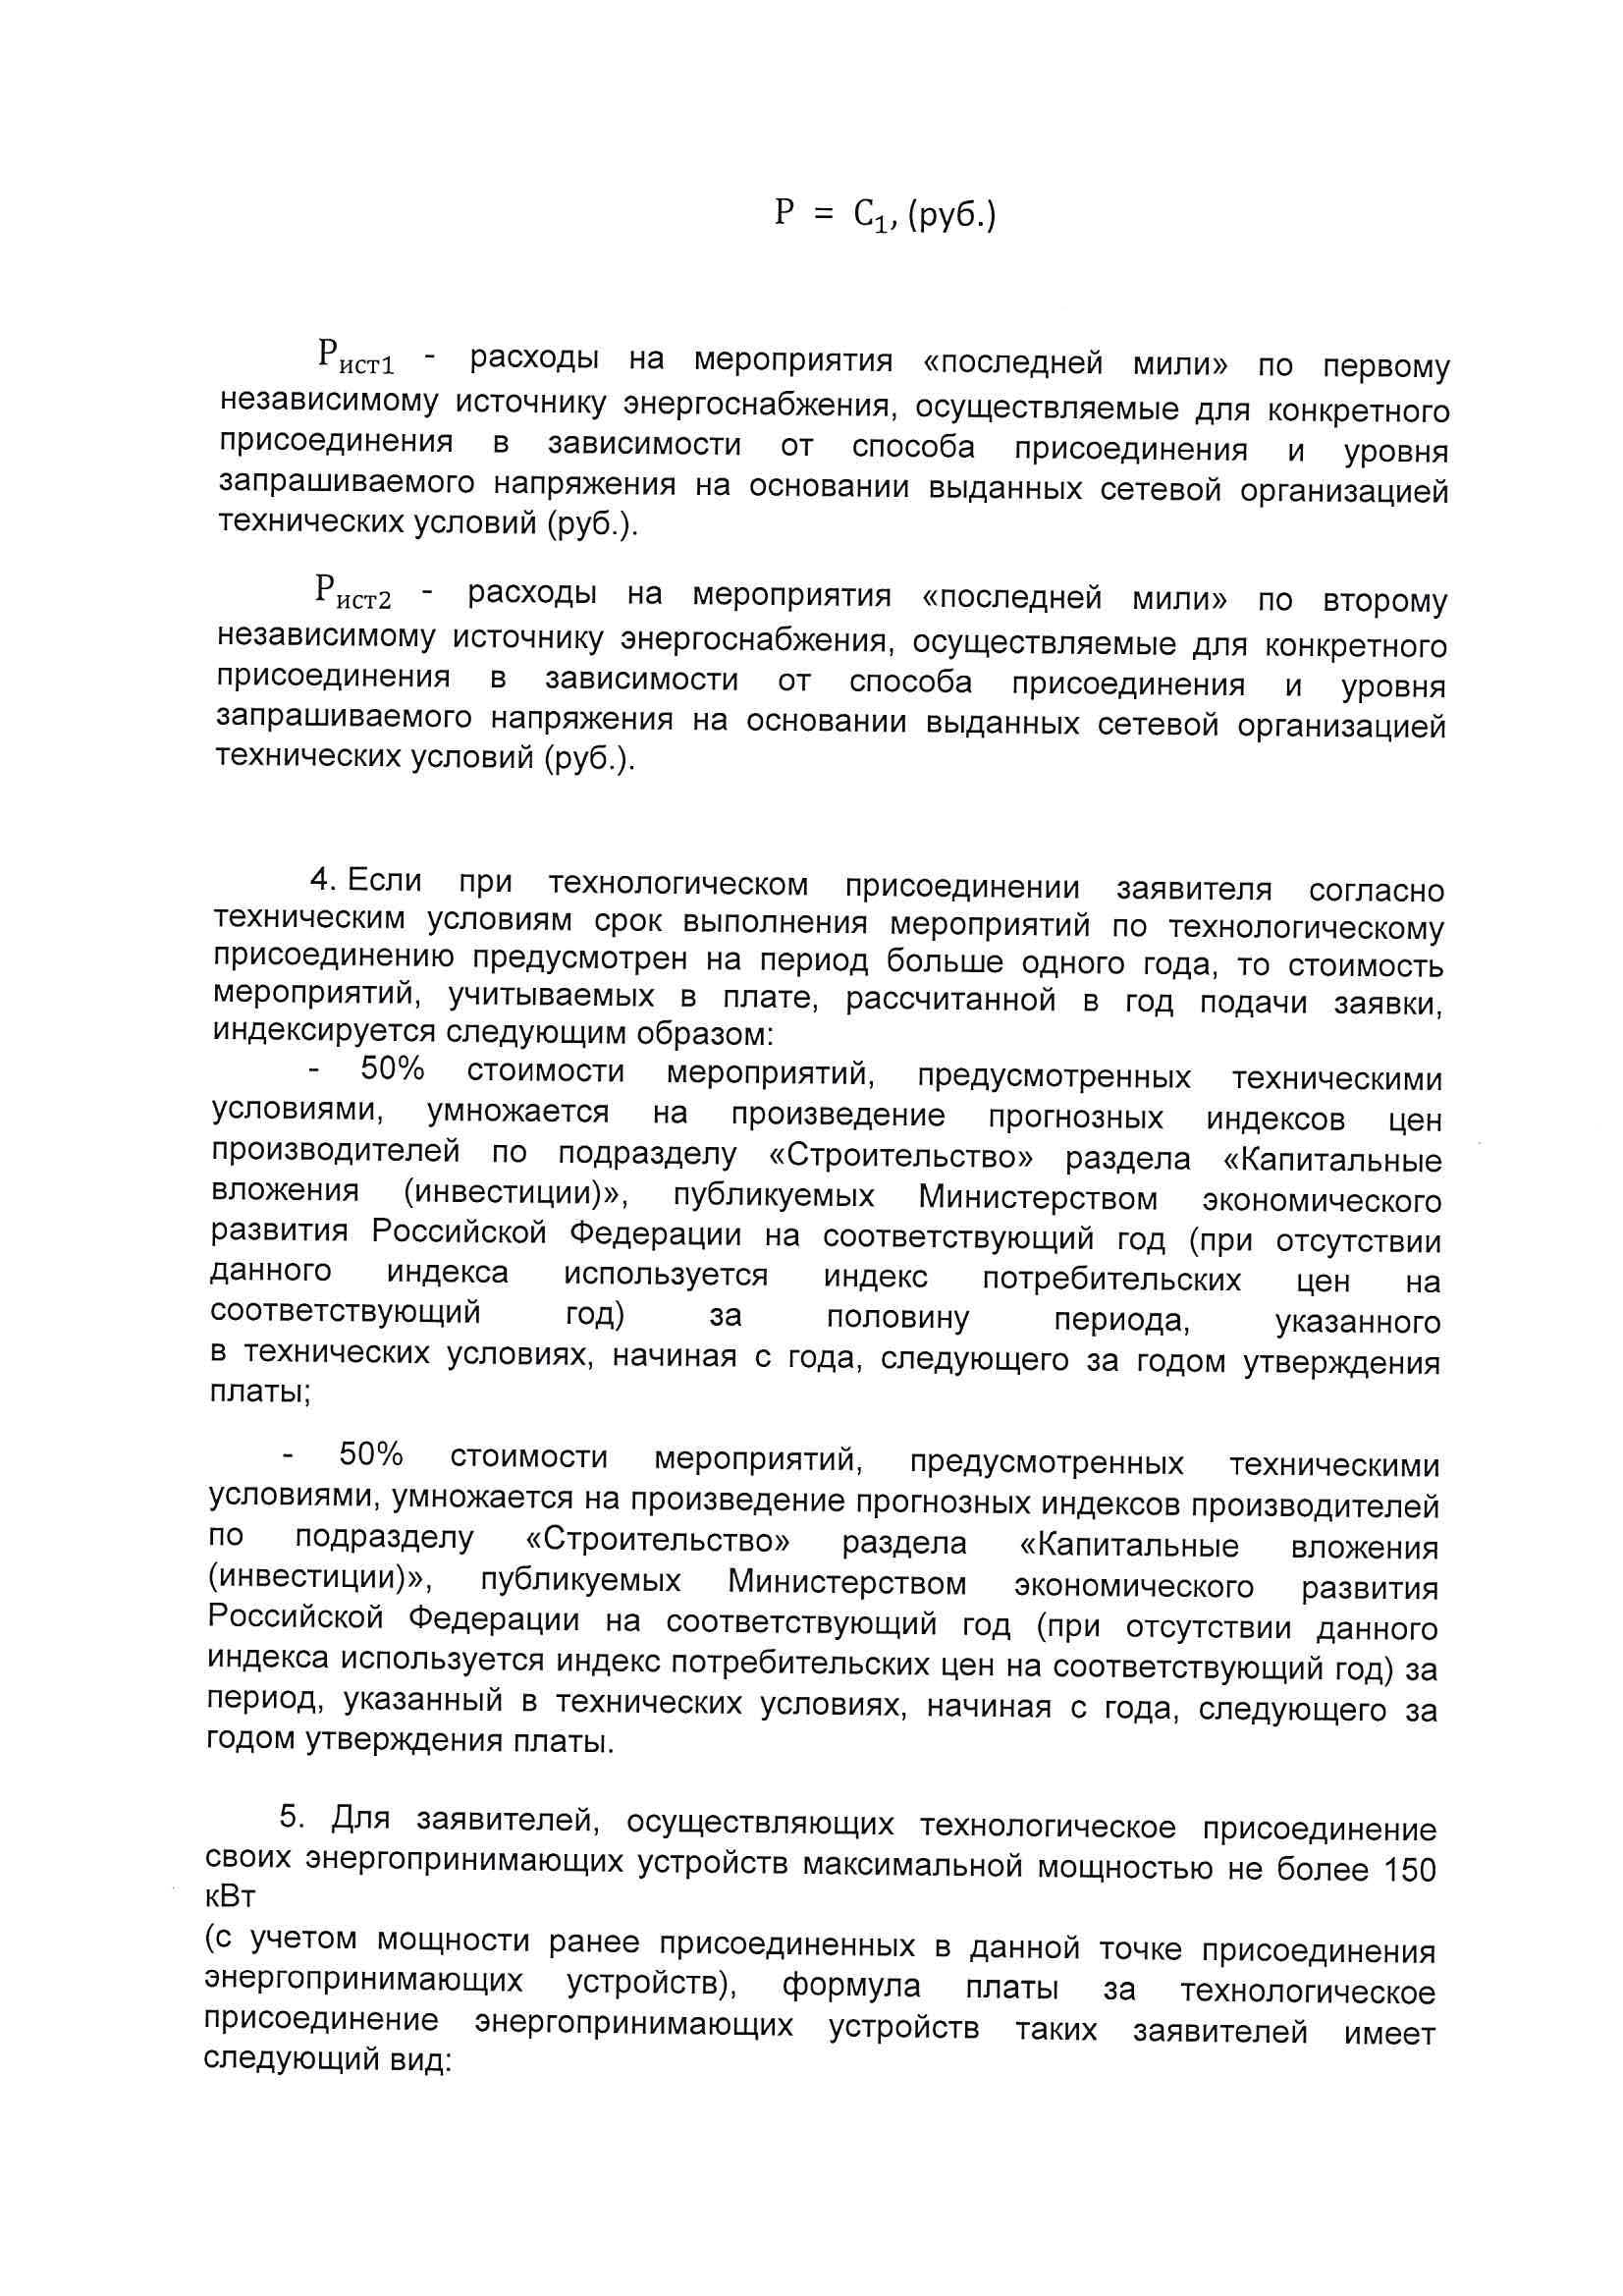 P = C₁, (руб.)
Рист1 - расходы на мероприятия «последней мили» по первому
независимому источнику энергоснабжения, осуществляемые для конкретного
присоединения в зависимости от способа присоединения и уровня
запрашиваемого напряжения на основании выданных сетевой организацией
технических условий (руб.).
Рист2 - расходы на мероприятия «последней мили» по второму
независимому источнику энергоснабжения, осуществляемые для конкретного
присоединения в зависимости от способа присоединения и уровня
запрашиваемого напряжения на основании выданных сетевой организацией
технических условий (руб.).
4. Если при технологическом присоединении заявителя согласно
техническим условиям срок выполнения мероприятий по технологическому
присоединению предусмотрен на период больше одного года, то стоимость
мероприятий, учитываемых в плате, рассчитанной в год подачи заявки,
индексируется следующим образом:
- 50% стоимости мероприятий, предусмотренных техническими
условиями, умножается на произведение прогнозных индексов цен
производителей по подразделу «Строительство» раздела «Капитальные
вложения (инвестиции)», публикуемых Министерством экономического
развития Российской Федерации на соответствующий год (при отсутствии
данного индекса используется индекс потребительских цен на
соответствующий год) за половину периода, указанного
в технических условиях, начиная с года, следующего за годом утверждения
платы;
- 50% стоимости мероприятий, предусмотренных техническими
условиями, умножается на произведение прогнозных индексов производителей
по подразделу «Строительство» раздела «Капитальные вложения
(инвестиции)», публикуемых Министерством экономического развития
Российской Федерации на соответствующий год (при отсутствии данного
индекса используется индекс потребительских цен на соответствующий год) за
период, указанный в технических условиях, начиная с года, следующего за
годом утверждения платы.
5. Для заявителей, осуществляющих технологическое присоединение
своих энергопринимающих устройств максимальной мощностью не более 150
кВт
(с учетом мощности ранее присоединенных в данной точке присоединения
энергопринимающих устройств), формула платы за технологическое
присоединение энергопринимающих устройств таких заявителей имеет
следующий вид: